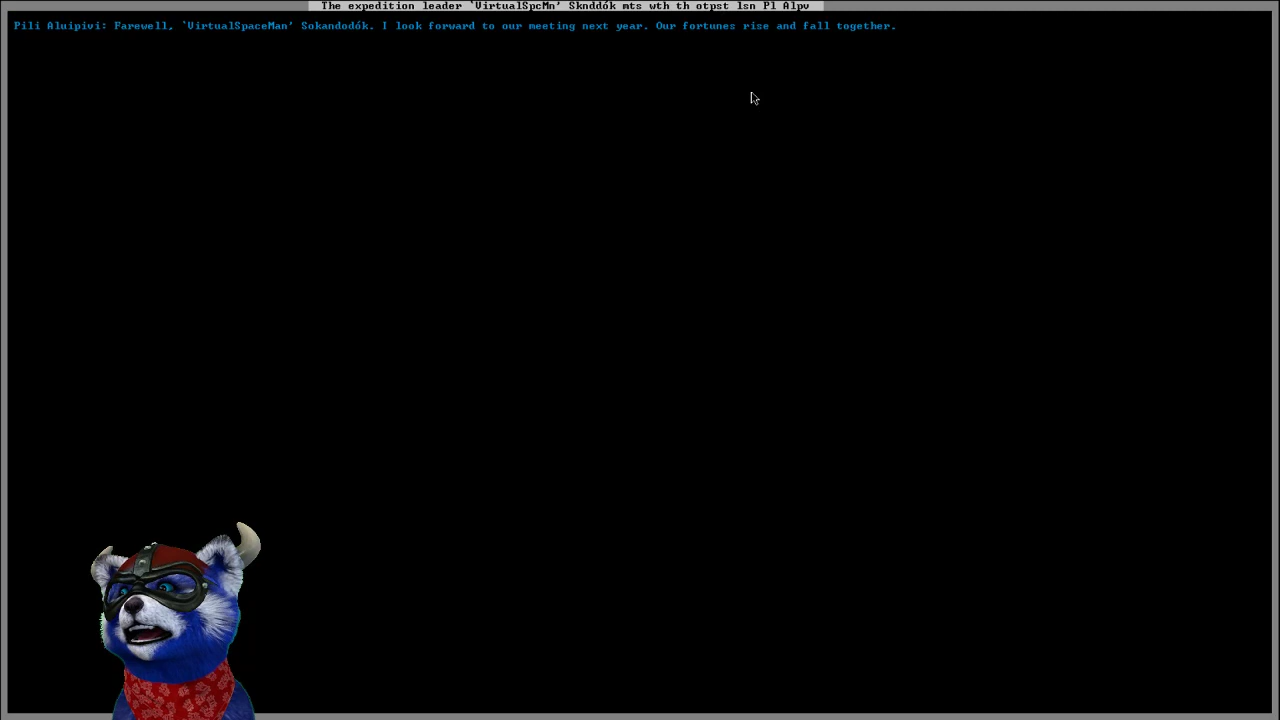 The expedition leader `VirtualSpcMn' Sknddók mts wth th otpst lsn Pl Alpv
Pili Aluipivi: Farewell, `VirtualSpaceMan' Sokandodók. I look forward to our meeting next year. Our fortunes rise and fall together.